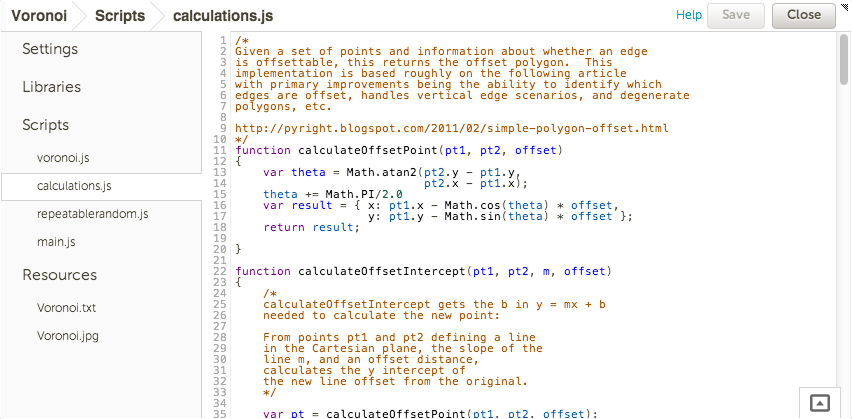 Voronoi Scripts calculations.js Help Save Close
Settings
Libraries
Scripts
voronoi.js
calculations.js
repeatablerandom.js
main.js
Resources
Voronoi.txt
Voronoi.jpg
1 /*
2 Given a set of points and information about whether an edge
3 is offsettable, this returns the offset polygon.  This
4 implementation is based roughly on the following article
5 with primary improvements being the ability to identify which
6 edges are offset, handles vertical edge scenarios, and degenerate
7 polygons, etc.
8
9 http://pyright.blogspot.com/2011/02/simple-polygon-offset.html
10 */
11 function calculateOffsetPoint(pt1, pt2, offset)
12 {
13     var theta = Math.atan2(pt2.y - pt1.y,
14                            pt2.x - pt1.x);
15     theta += Math.PI/2.0
16     var result = { x: pt1.x - Math.cos(theta) * offset,
17                    y: pt1.y - Math.sin(theta) * offset };
18     return result;
19
20 }
21
22 function calculateOffsetIntercept(pt1, pt2, m, offset)
23 {
24     /*
25     calculateOffsetIntercept gets the b in y = mx + b
26     needed to calculate the new point:
27
28     From points pt1 and pt2 defining a line
29     in the Cartesian plane, the slope of the
30     line m, and an offset distance,
31     calculates the y intercept of
32     the new line offset from the original.
33     */
34
35     var pt = calculateOffsetPoint(pt1, pt2, offset);